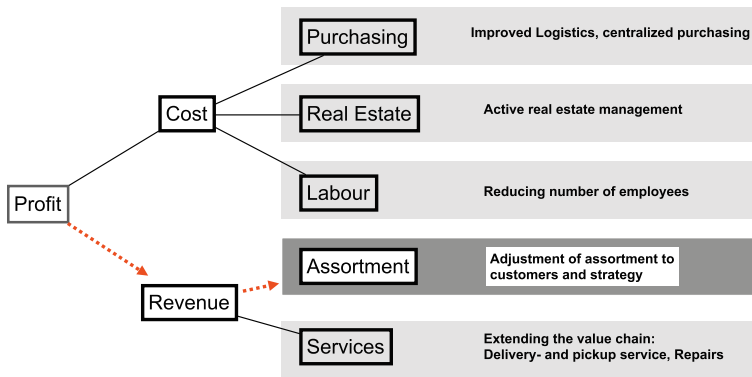 Purchasing
Improved Logistics, centralized purchasing
Cost
Real Estate
Active real estate management
Labour
Reducing number of employees
Profit
Assortment
Adjustment of assortment to
customers and strategy
Revenue
Services
Extending the value chain:
Delivery- and pickup service, Repairs